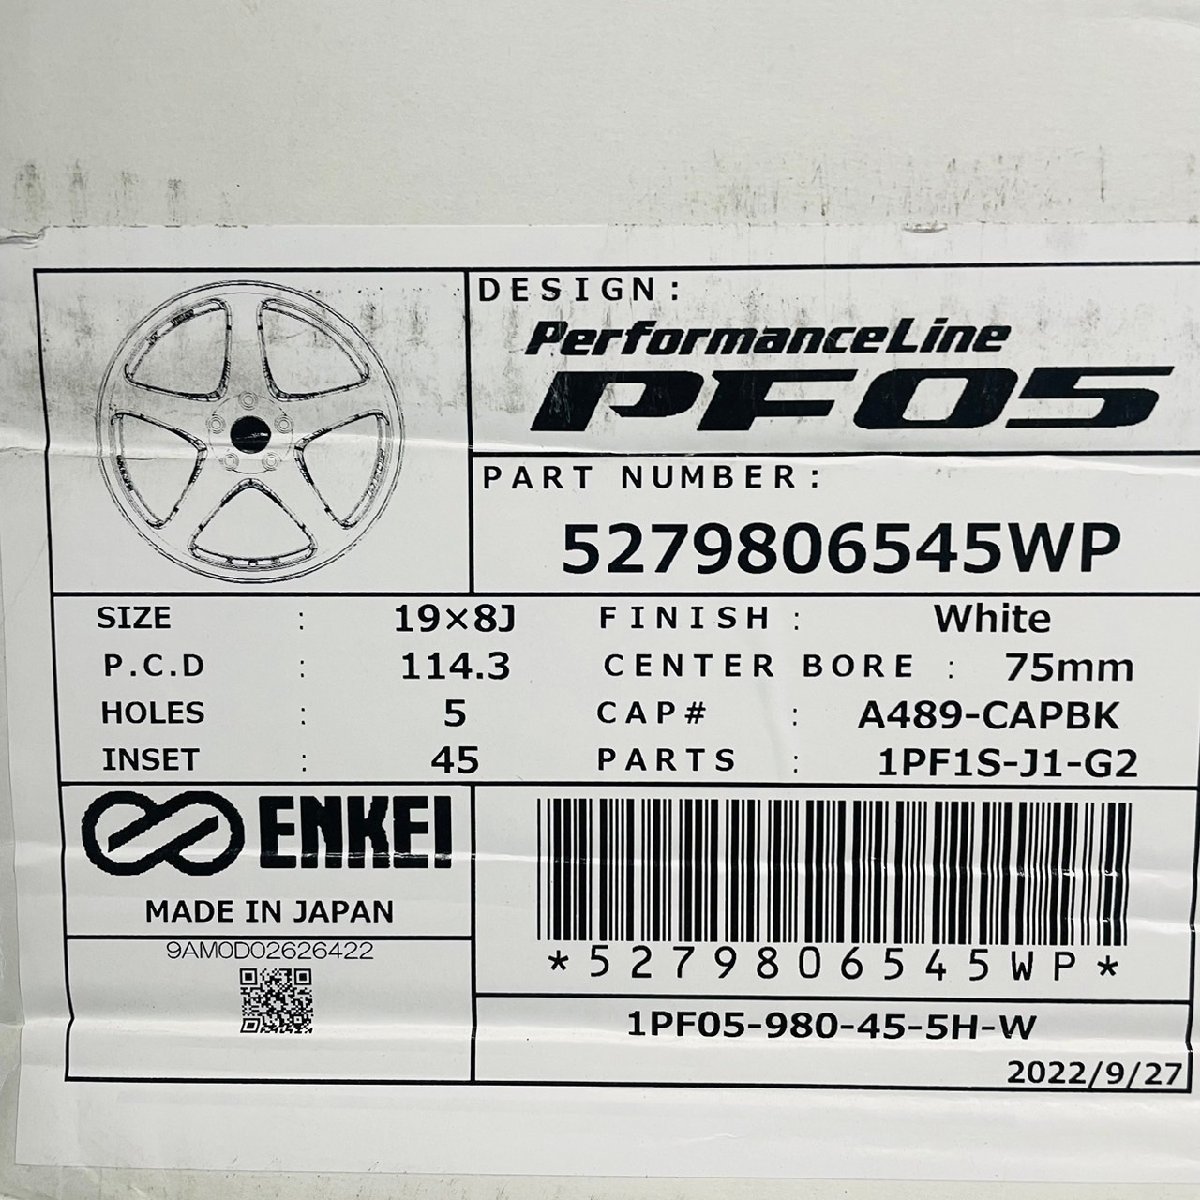 DESIGN:
PerformanceLine
PF05
PART NUMBER:
5279806545WP
SIZE : 19×8J
FINISH : White
P.C.D : 114.3
CENTER BORE : 75mm
HOLES : 5
CAP# : A489-CAPBK
INSET : 45
PARTS : 1PF1S-J1-G2
ENKEI
MADE IN JAPAN
9AM0D02626422
*5279806545WP*
1PF05-980-45-5H-W
2022/9/27